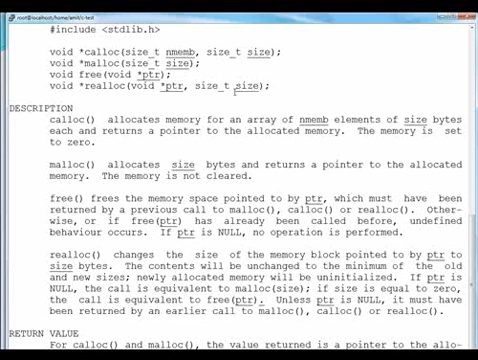 root@localhost/home/amit/c-test
#include <stdlib.h>
void *calloc(size_t nmemb, size_t size);
void *malloc(size_t size);
void free(void *ptr);
void *realloc(void *ptr, size_t size);
DESCRIPTION
calloc() allocates memory for an array of nmemb elements of size bytes
each and returns a pointer to the allocated memory. The memory is set
to zero.
malloc() allocates size bytes and returns a pointer to the allocated
memory. The memory is not cleared.
free() frees the memory space pointed to by ptr, which must have been
returned by a previous call to malloc(), calloc() or realloc(). Other-
wise, or if free(ptr) has already been called before, undefined
behaviour occurs. If ptr is NULL, no operation is performed.
realloc() changes the size of the memory block pointed to by ptr to
size bytes. The contents will be unchanged to the minimum of the old
and new sizes; newly allocated memory will be uninitialized. If ptr is
NULL, the call is equivalent to malloc(size); if size is equal to zero,
the call is equivalent to free(ptr). Unless ptr is NULL, it must have
been returned by an earlier call to malloc(), calloc() or realloc().
RETURN VALUE
For calloc() and malloc(), the value returned is a pointer to the allo-